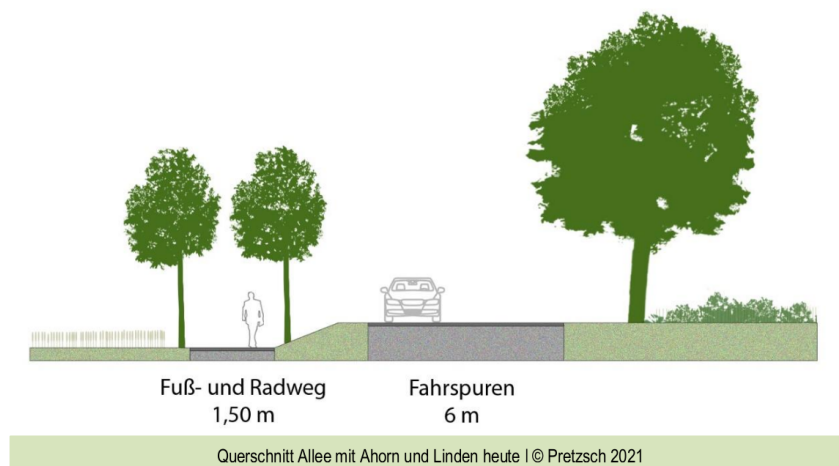 Fuß- und Radweg
1,50 m
Fahrspuren
6 m
Querschnitt Allee mit Ahorn und Linden heute l © Pretzsch 2021